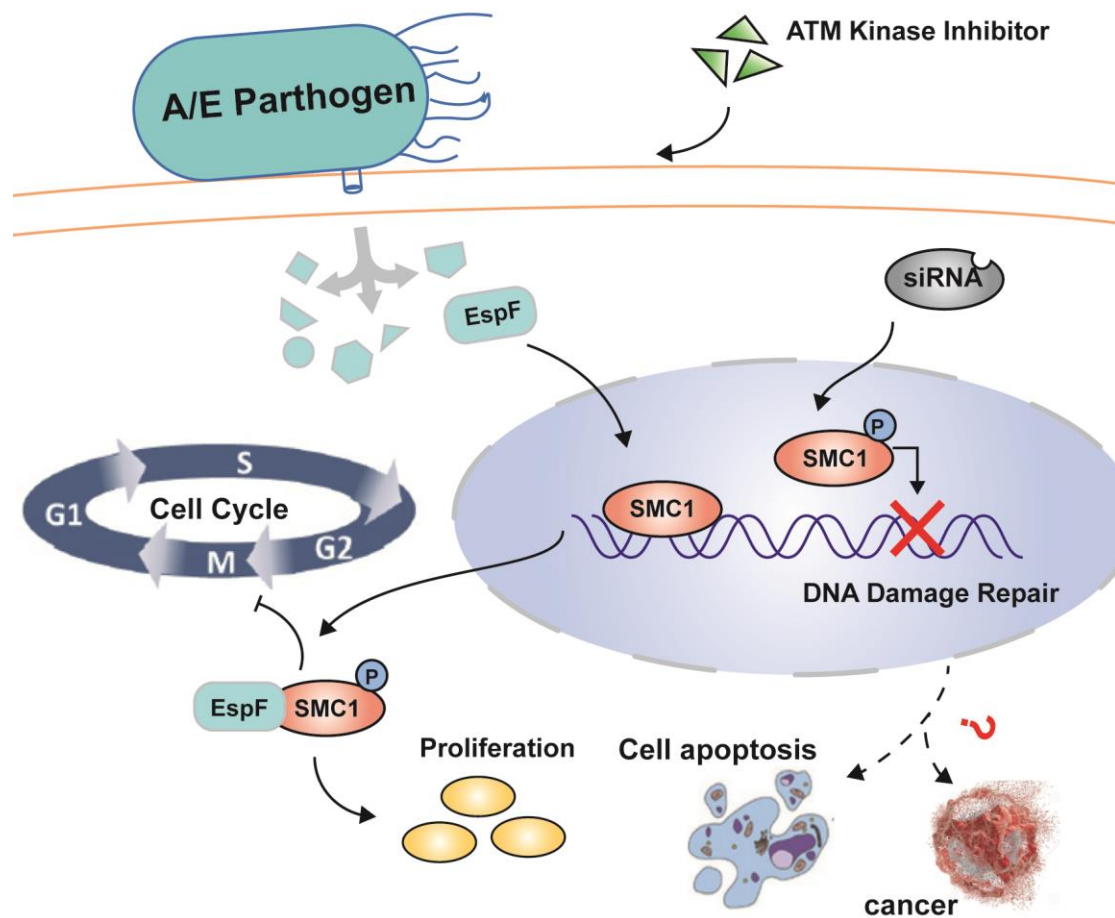 ATM Kinase Inhibitor
A/E Parthogen
siRNA
EspF
P
SMC1
SMC1
S
G1
Cell Cycle
G2
M
DNA Damage Repair
P
EspF
SMC1
?
Proliferation
Cell apoptosis
cancer